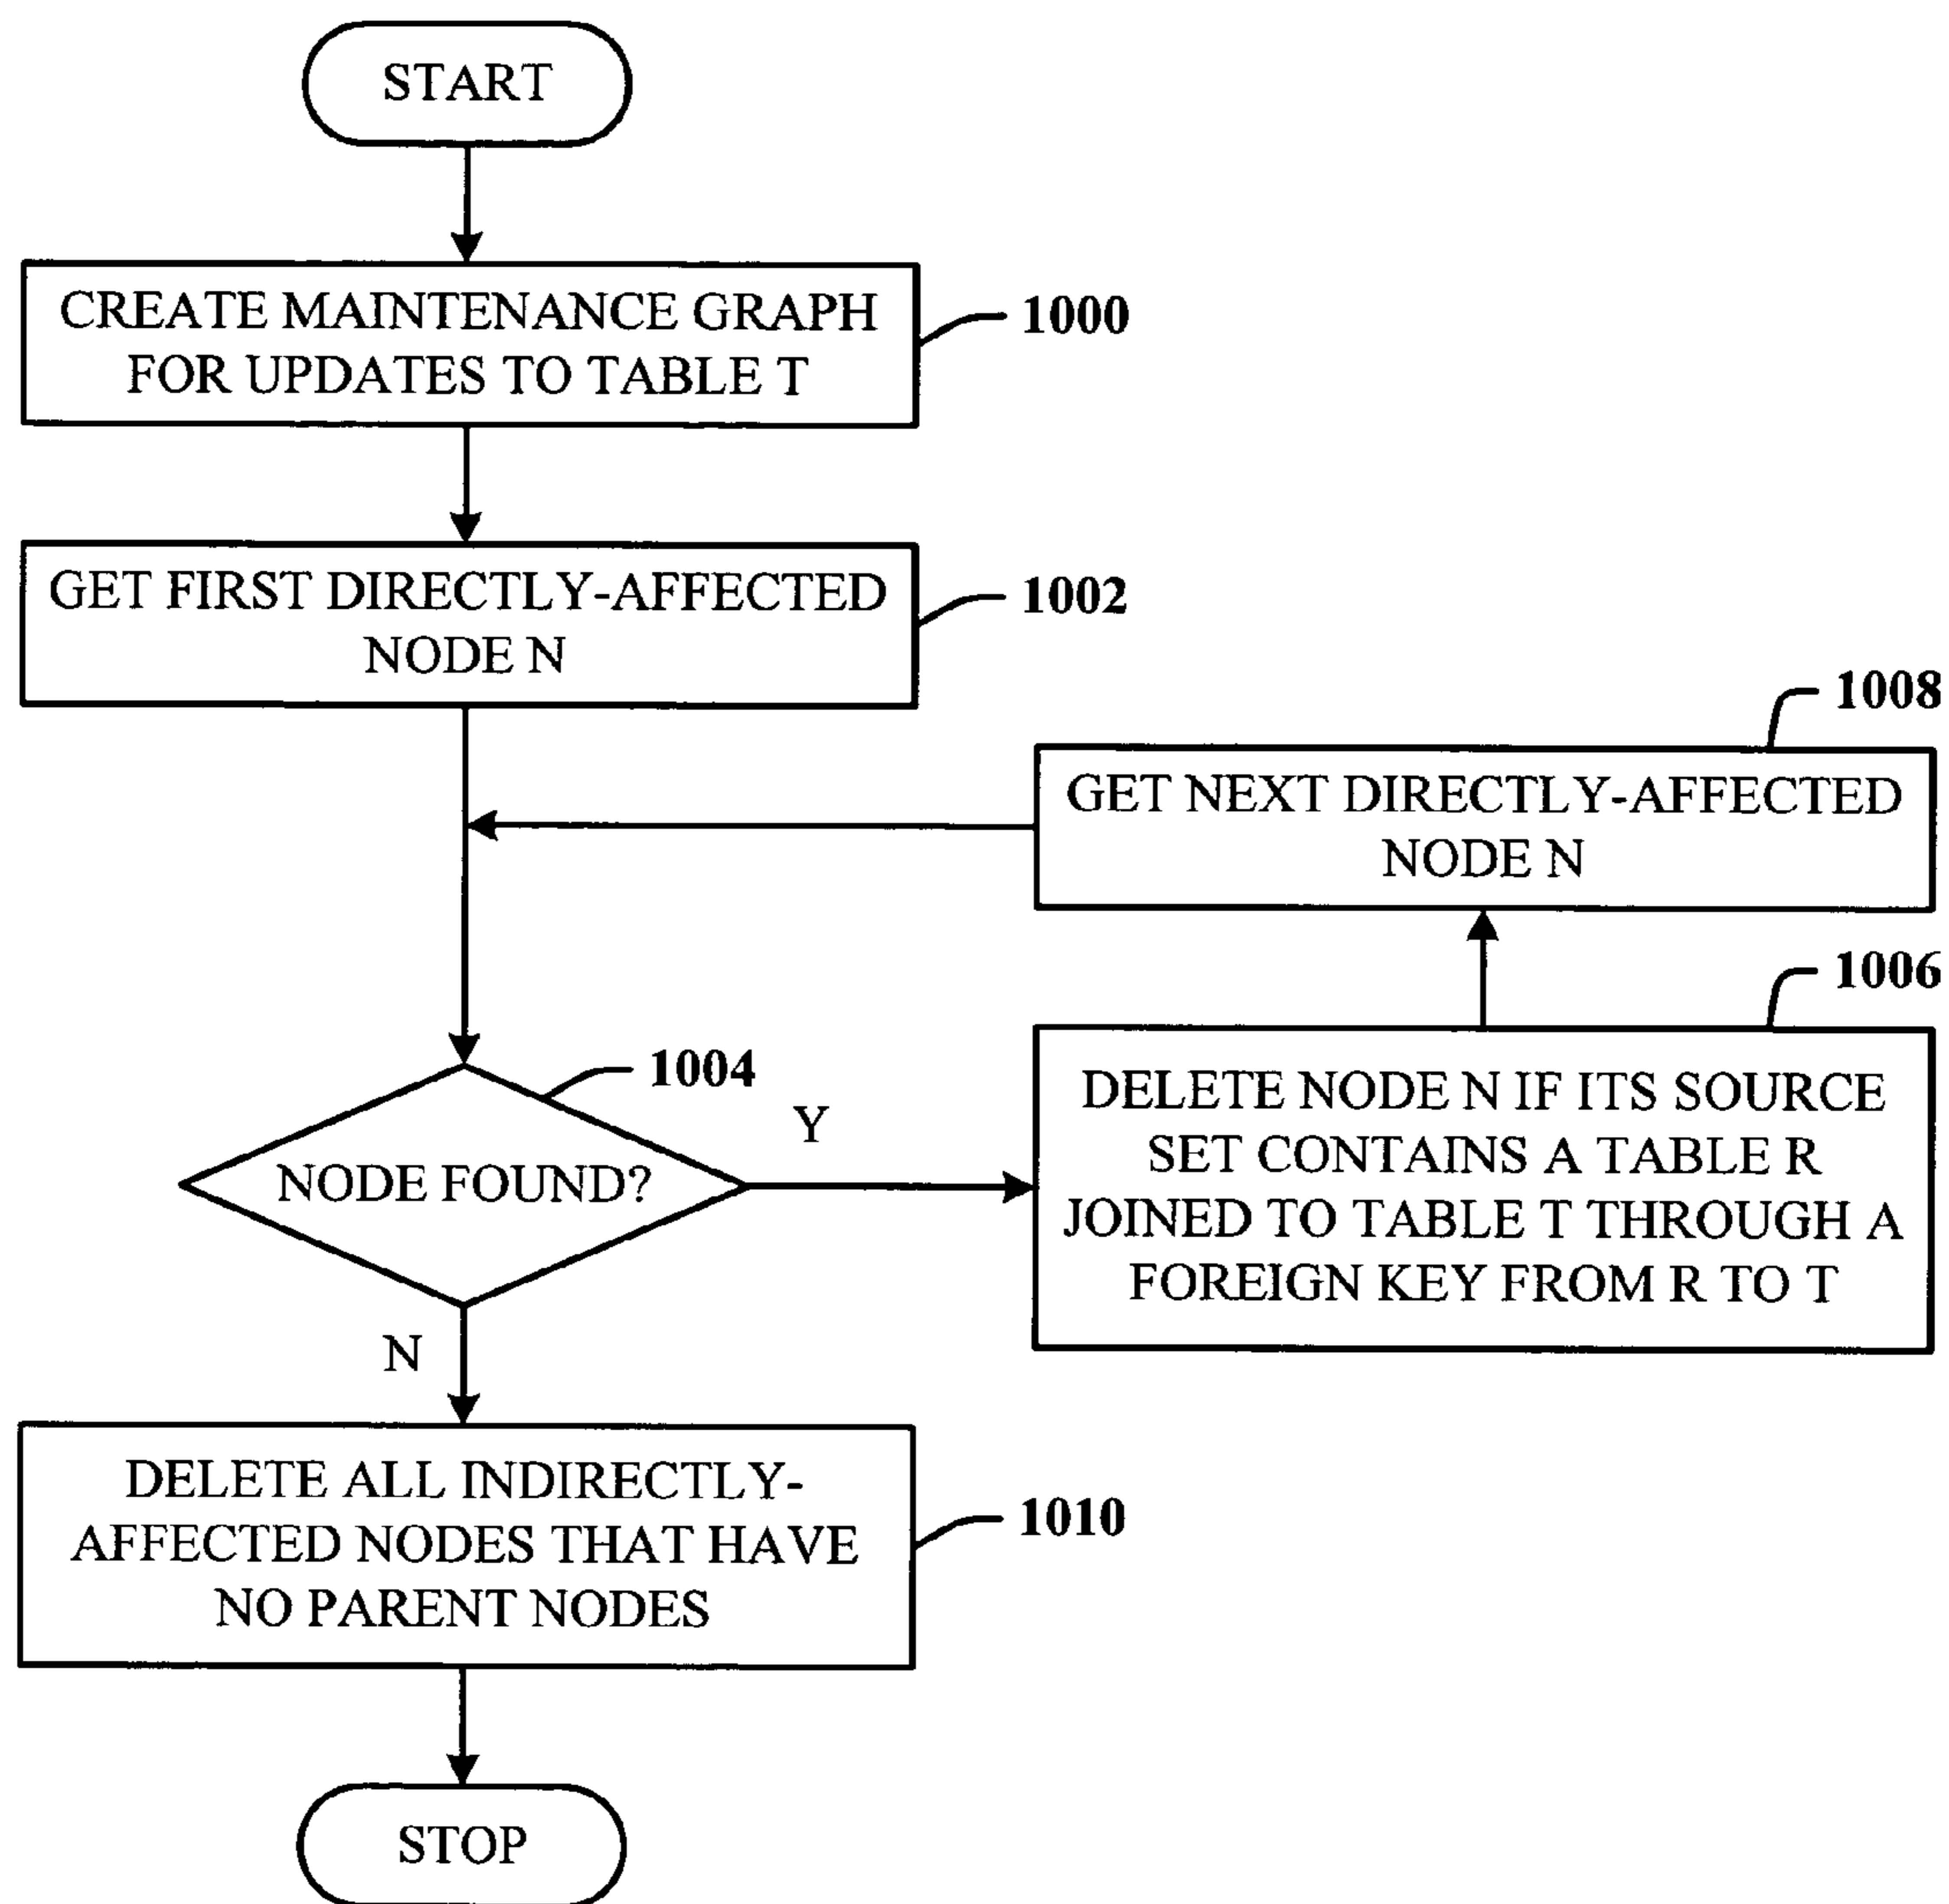 START
CREATE MAINTENANCE GRAPH
FOR UPDATES TO TABLE T
1000
GET FIRST DIRECTLY-AFFECTED
NODE N
1002
1008
GET NEXT DIRECTLY-AFFECTED
NODE N
1006
DELETE NODE N IF ITS SOURCE
SET CONTAINS A TABLE R
JOINED TO TABLE T THROUGH A
FOREIGN KEY FROM R TO T
1004
Y
NODE FOUND?
N
DELETE ALL INDIRECTLY-
AFFECTED NODES THAT HAVE
NO PARENT NODES
1010
STOP